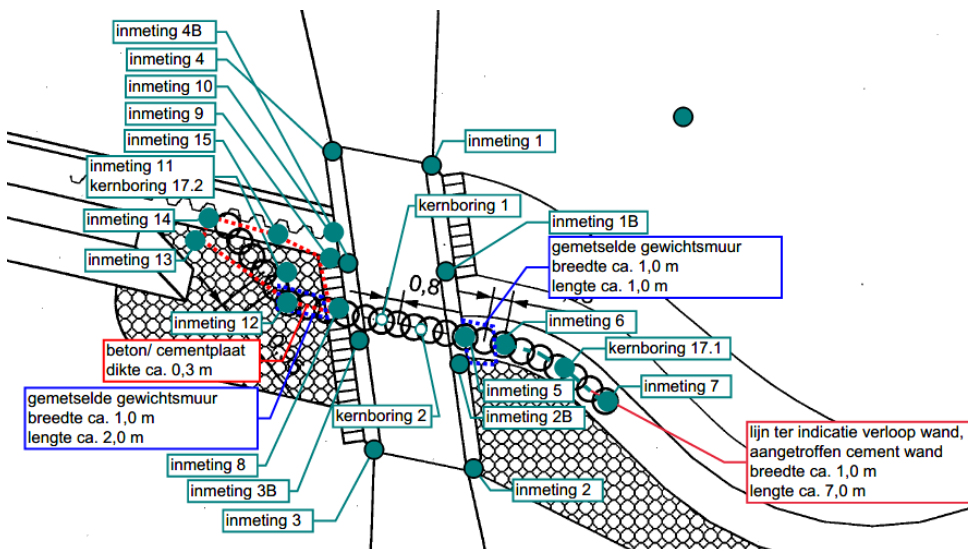 inmeting 4B
inmeting 4
inmeting 10
inmeting 9
inmeting 15
inmeting 11
kernboring 17.2
inmeting 14
inmeting 13
inmeting 12
beton/ cementplaat
dikte ca. 0,3 m
gemetselde gewichtsmuur
breedte ca. 1,0 m
lengte ca. 2,0 m
inmeting 8
inmeting 3B
inmeting 3
inmeting 1
kernboring 1
inmeting 1B
gemetselde gewichtsmuur
breedte ca. 1,0 m
lengte ca. 1,0 m
0,8
inmeting 6
kernboring 17.1
inmeting 7
inmeting 5
inmeting 2B
kernboring 2
inmeting 2
lijn ter indicatie verloop wand,
aangetroffen cement wand
breedte ca. 1,0 m
lengte ca. 7,0 m